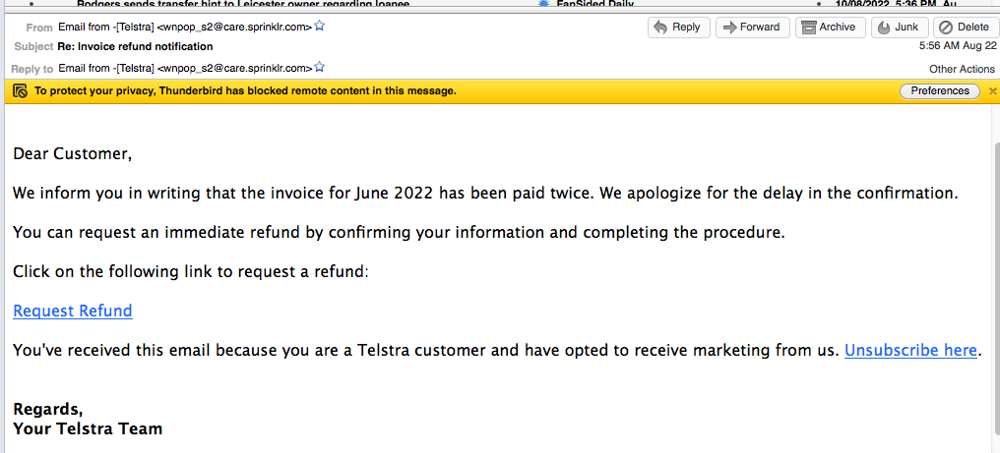 Rodgers sends transfer hint to Leicester owner regarding loanee
FanSided Daily
10/08/2022, 5:36 PM
From Email from -[Telstra] <wnpop_s2@care.sprinklr.com>
Reply Forward Archive Junk Delete
Subject Re: Invoice refund notification
5:56 AM Aug 22
Reply to Email from -[Telstra] <wnpop_s2@care.sprinklr.com>
Other Actions
To protect your privacy, Thunderbird has blocked remote content in this message.
Preferences
Dear Customer,
We inform you in writing that the invoice for June 2022 has been paid twice. We apologize for the delay in the confirmation.
You can request an immediate refund by confirming your information and completing the procedure.
Click on the following link to request a refund:
Request Refund
You've received this email because you are a Telstra customer and have opted to receive marketing from us. Unsubscribe here.
Regards,
Your Telstra Team